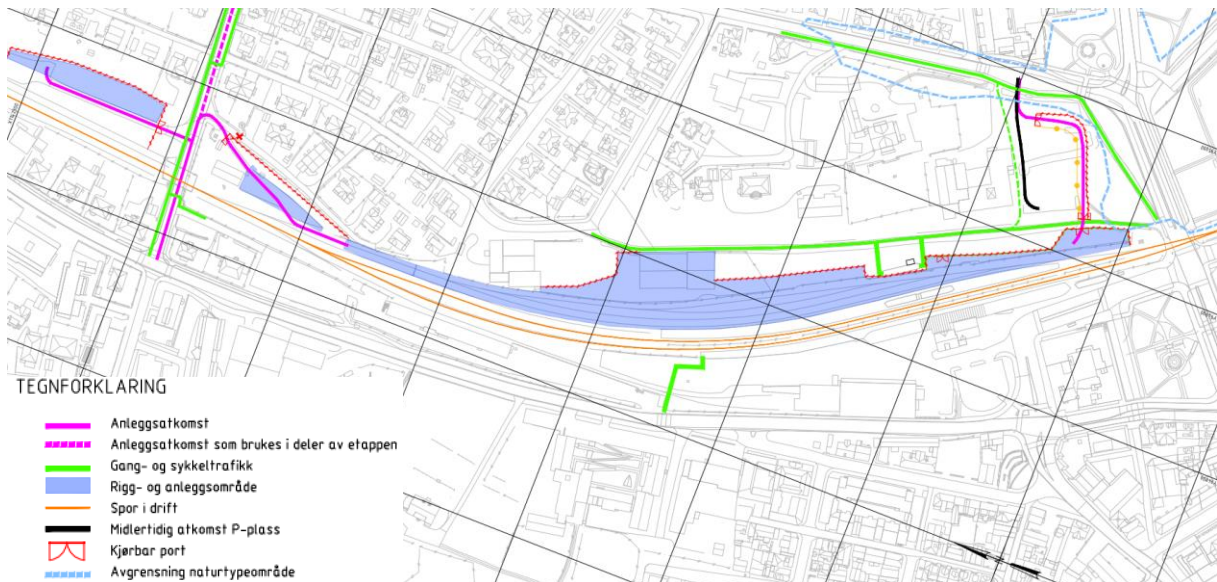 TEGNFORKLARING
Anleggsatkomst
Anleggsatkomst som brukes i deler av etappen
Gang- og sykkeltrafikk
Rigg- og anleggsområde
Spor i drift
Midlertidig atkomst P-plass
Kjørbar port
Avgrensning naturtypeområde